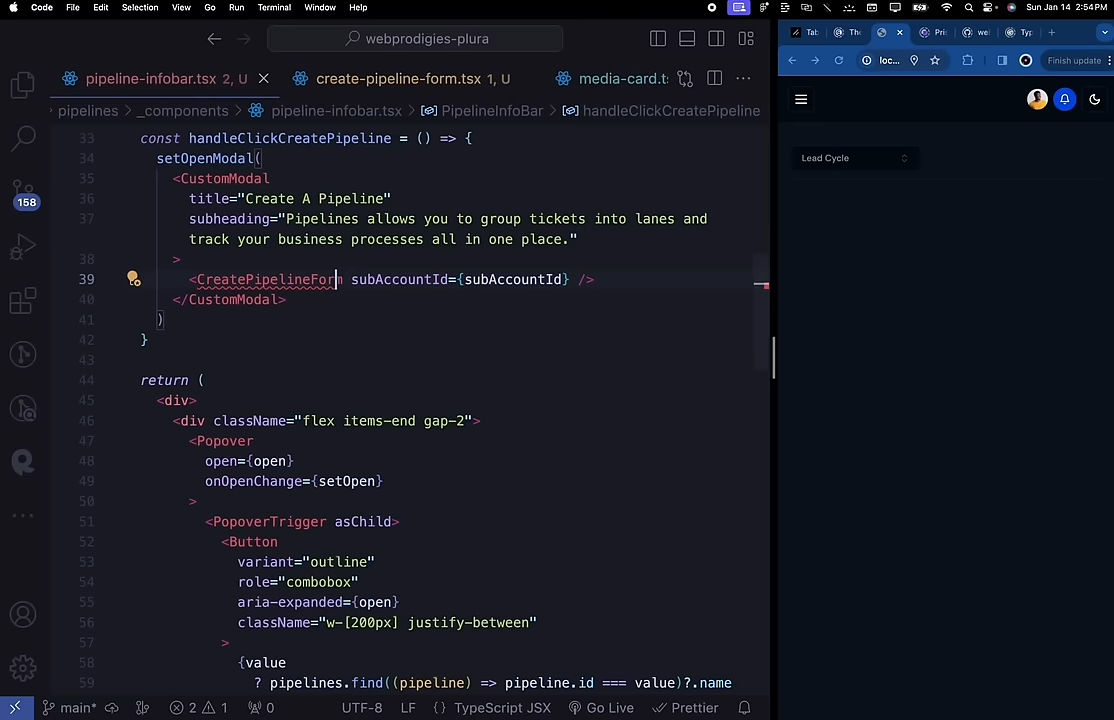 Code File Edit Selection View Go Run Terminal Window Help Sun Jan 14 2:54 PM
webprodigies-plura
Finish update
pipeline-infobar.tsx 2, U create-pipeline-form.tsx 1, U media-card.t
pipelines > _components > pipeline-infobar.tsx > PipelineInfoBar > handleClickCreatePipeline
33 const handleClickCreatePipeline = () => {
34 setOpenModal(
35 <CustomModal
36 title="Create A Pipeline"
37 subheading="Pipelines allows you to group tickets into lanes and
track your business processes all in one place."
38 >
39 <CreatePipelineForm subAccountId={subAccountId} />
40 </CustomModal>
41 )
42 }
43
44 return (
45 <div>
46 <div className="flex items-end gap-2">
47 <Popover
48 open={open}
49 onOpenChange={setOpen}
50 >
51 <PopoverTrigger asChild>
52 <Button
53 variant="outline"
54 role="combobox"
55 aria-expanded={open}
56 className="w-[200px] justify-between"
57 >
58 {value
59 ? pipelines.find((pipeline) => pipeline.id === value)?.name
158
main* 2 1 0 UTF-8 LF {} TypeScript JSX Go Live Prettier
Tab The Pris wel Typ
loc...
Lead Cycle